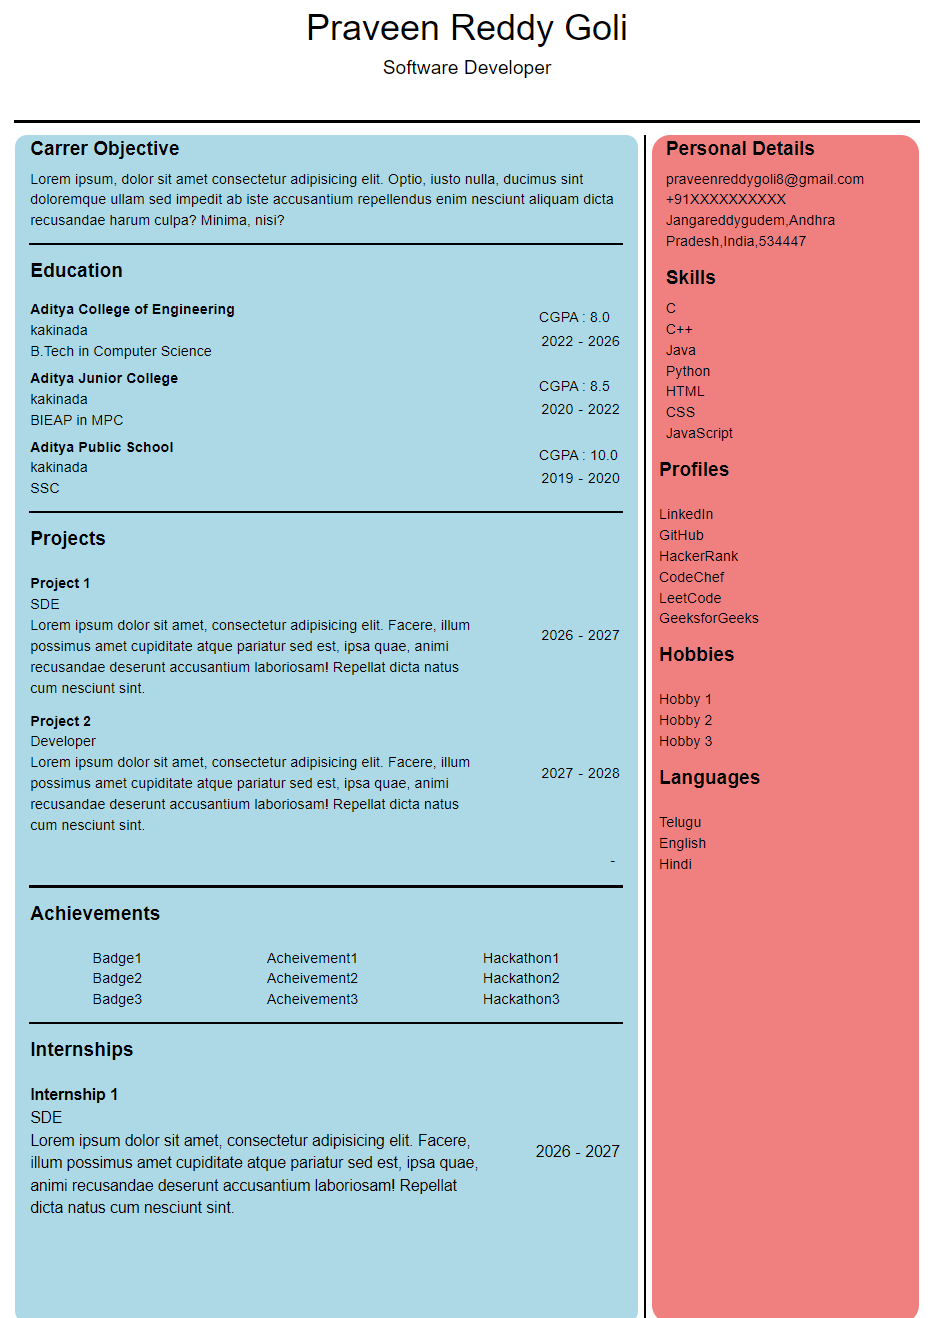 Praveen Reddy Goli
Software Developer
Carrer Objective
Lorem ipsum, dolor sit amet consectetur adipisicing elit. Optio, iusto nulla, ducimus sint
doloremque ullam sed impedit ab iste accusantium repellendus enim nesciunt aliquam dicta
recusandae harum culpa? Minima, nisi?
Education
Aditya College of Engineering
kakinada
B.Tech in Computer Science
CGPA : 8.0
2022 - 2026
Aditya Junior College
kakinada
BIEAP in MPC
CGPA : 8.5
2020 - 2022
Aditya Public School
kakinada
SSC
CGPA : 10.0
2019 - 2020
Projects
Project 1
SDE
Lorem ipsum dolor sit amet, consectetur adipisicing elit. Facere, illum
possimus amet cupiditate atque pariatur sed est, ipsa quae, animi
recusandae deserunt accusantium laboriosam! Repellat dicta natus
cum nesciunt sint.
2026 - 2027
Project 2
Developer
Lorem ipsum dolor sit amet, consectetur adipisicing elit. Facere, illum
possimus amet cupiditate atque pariatur sed est, ipsa quae, animi
recusandae deserunt accusantium laboriosam! Repellat dicta natus
cum nesciunt sint.
2027 - 2028
-
Achievements
Badge1 Acheivement1 Hackathon1
Badge2 Acheivement2 Hackathon2
Badge3 Acheivement3 Hackathon3
Internships
Internship 1
SDE
Lorem ipsum dolor sit amet, consectetur adipisicing elit. Facere,
illum possimus amet cupiditate atque pariatur sed est, ipsa quae,
animi recusandae deserunt accusantium laboriosam! Repellat
dicta natus cum nesciunt sint.
2026 - 2027
Personal Details
praveenreddygoli8@gmail.com
+91XXXXXXXXXX
Jangareddygudem,Andhra
Pradesh,India,534447
Skills
C
C++
Java
Python
HTML
CSS
JavaScript
Profiles
LinkedIn
GitHub
HackerRank
CodeChef
LeetCode
GeeksforGeeks
Hobbies
Hobby 1
Hobby 2
Hobby 3
Languages
Telugu
English
Hindi